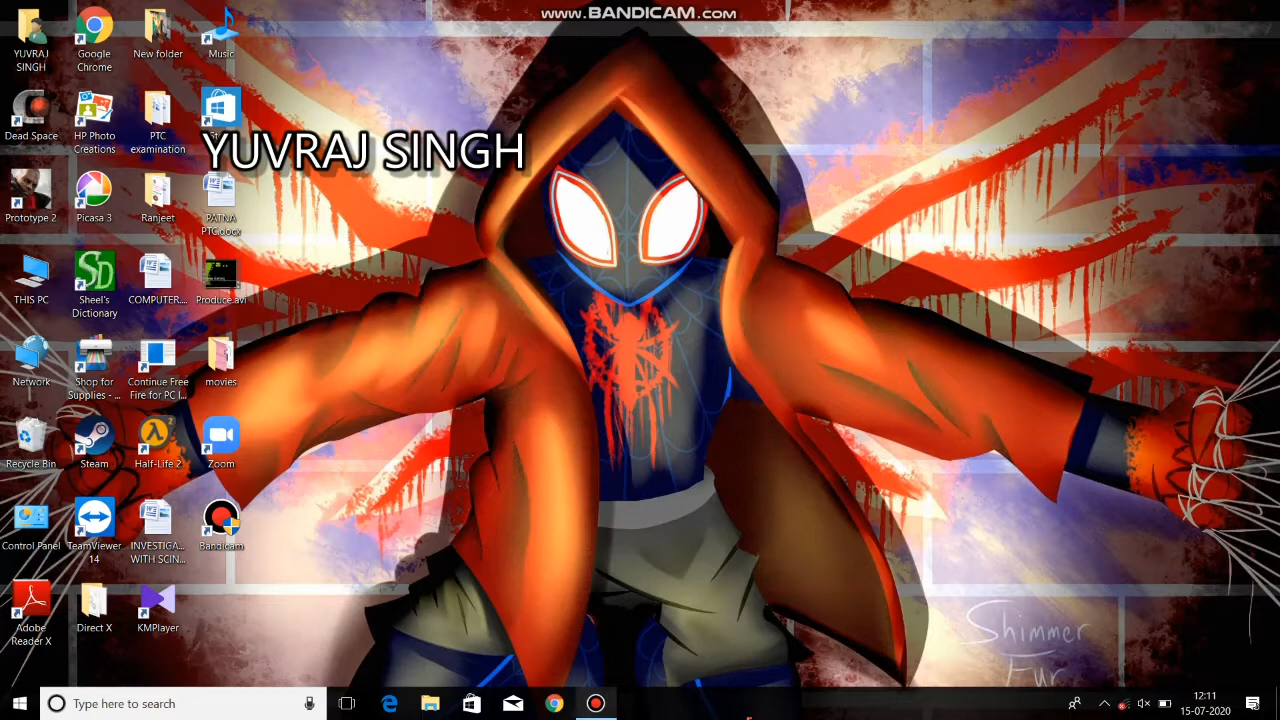 www.BANDICAM.com
YUVRAJ
SINGH
Google
Chrome
New folder
Music
Dead Space
HP Photo
Creations
PTC
examination
YUVRAJ SINGH
Prototype 2
Picasa 3
Ranjeet
PATNA
PTC.docx
THIS PC
Sheel's
Dictionary
COMPUTER....
Produce.avi
Network
Shop for
Supplies - ...
Continue Free
Fire for PC I...
movies
Recycle Bin
Steam
Half-Life 2
Zoom
Control Panel
TeamViewer
14
INVESTIGA...
WITH SCIN...
Bandicam
Adobe
Reader X
Direct X
KMPlayer
Shimmer
Fur
Type here to search
12:11
15-07-2020